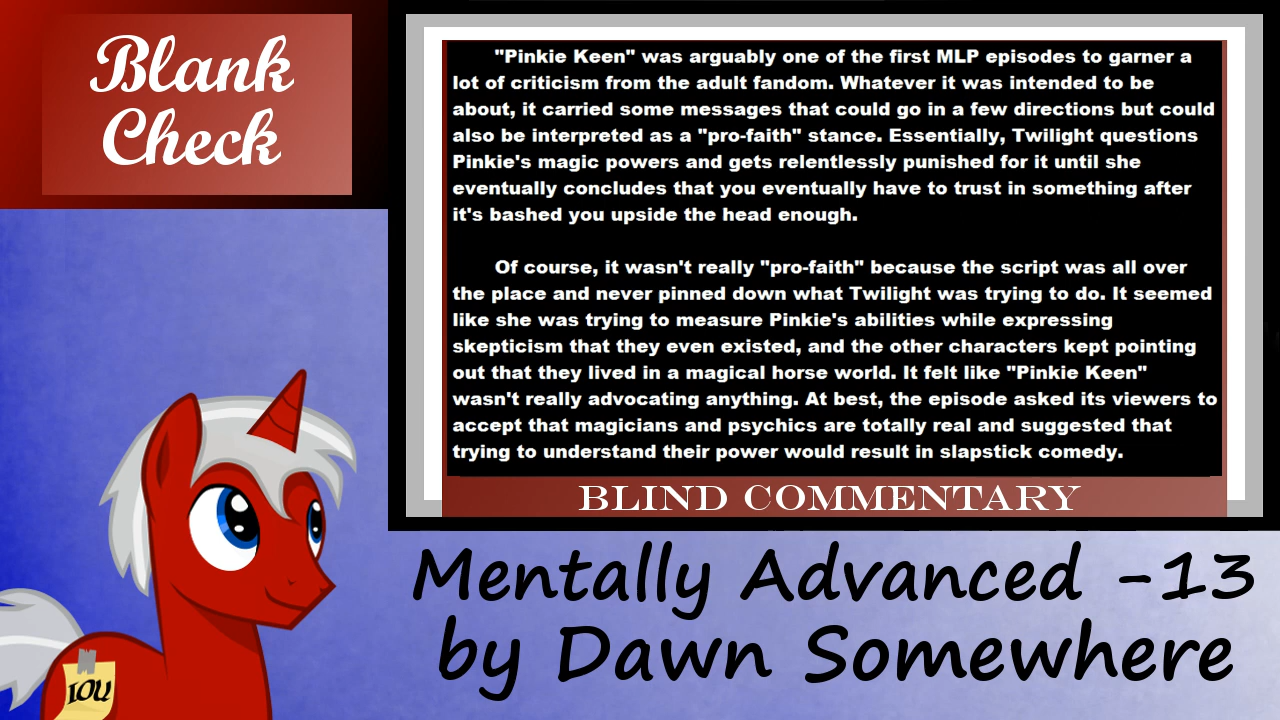 Blank
Check
"Pinkie Keen" was arguably one of the first MLP episodes to garner a
lot of criticism from the adult fandom. Whatever it was intended to be
about, it carried some messages that could go in a few directions but could
also be interpreted as a "pro-faith" stance. Essentially, Twilight questions
Pinkie's magic powers and gets relentlessly punished for it until she
eventually concludes that you eventually have to trust in something after
it's bashed you upside the head enough.
Of course, it wasn't really "pro-faith" because the script was all over
the place and never pinned down what Twilight was trying to do. It seemed
like she was trying to measure Pinkie's abilities while expressing
skepticism that they even existed, and the other characters kept pointing
out that they lived in a magical horse world. It felt like "Pinkie Keen"
wasn't really advocating anything. At best, the episode asked its viewers to
accept that magicians and psychics are totally real and suggested that
trying to understand their power would result in slapstick comedy.
BLIND COMMENTARY
Mentally Advanced -13
by Dawn Somewhere
IOU